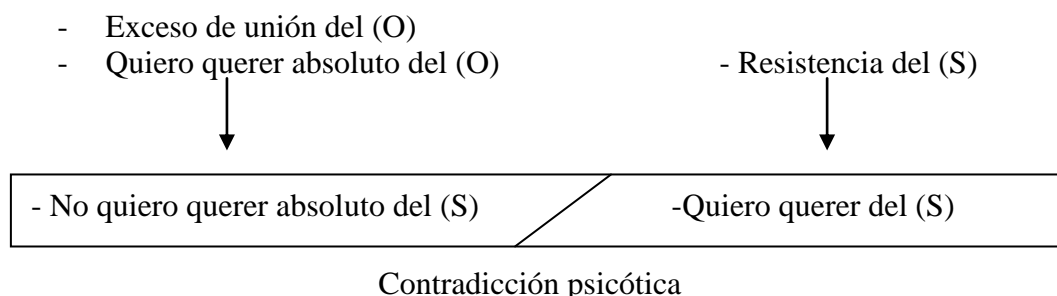 - Exceso de unión del (O)
- Quiero querer absoluto del (O)
- Resistencia del (S)
- No quiero querer absoluto del (S)
-Quiero querer del (S)
Contradicción psicótica